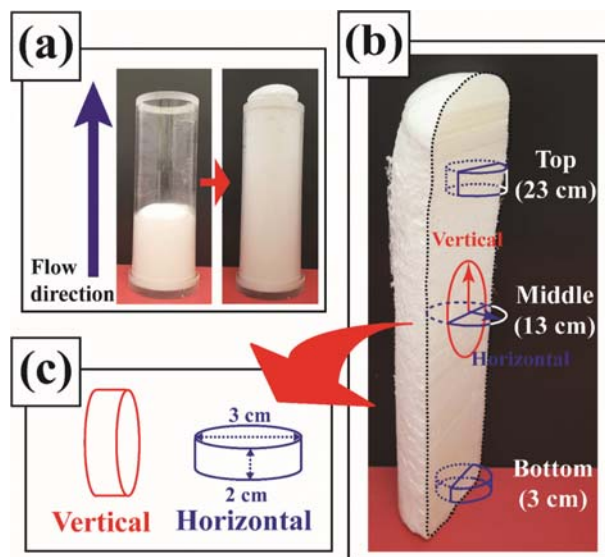 (a)
Flow
direction
(b)
Top
(23 cm)
Vertical
Middle
(13 cm)
Horizontal
Bottom
(3 cm)
(c)
3 cm
2 cm
Vertical
Horizontal